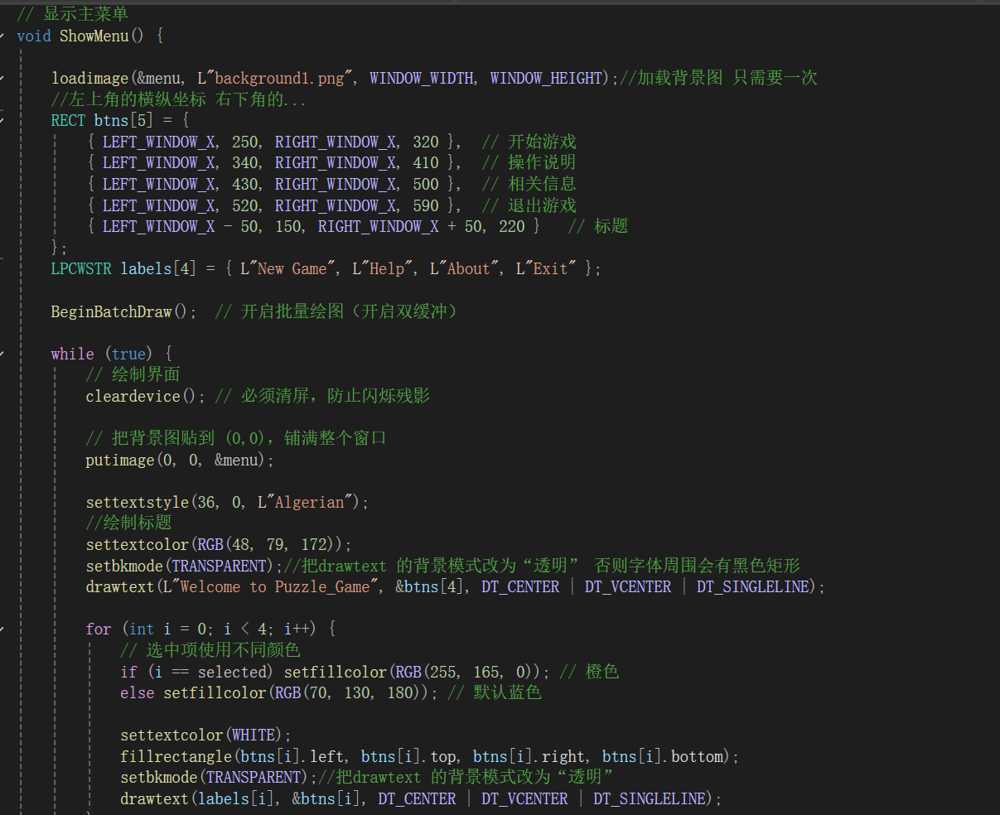 // 显示主菜单
void ShowMenu() {
loadimage(&menu, L"background1.png", WINDOW_WIDTH, WINDOW_HEIGHT);//加载背景图 只需要一次
//左上角的横纵坐标 右下角的...
RECT btns[5] = {
{ LEFT_WINDOW_X, 250, RIGHT_WINDOW_X, 320 }, // 开始游戏
{ LEFT_WINDOW_X, 340, RIGHT_WINDOW_X, 410 }, // 操作说明
{ LEFT_WINDOW_X, 430, RIGHT_WINDOW_X, 500 }, // 相关信息
{ LEFT_WINDOW_X, 520, RIGHT_WINDOW_X, 590 }, // 退出游戏
{ LEFT_WINDOW_X - 50, 150, RIGHT_WINDOW_X + 50, 220 } // 标题
};
LPCWSTR labels[4] = { L"New Game", L"Help", L"About", L"Exit" };
BeginBatchDraw(); // 开启批量绘图（开启双缓冲）
while (true) {
// 绘制界面
cleardevice(); // 必须清屏，防止闪烁残影
// 把背景图贴到 (0,0)，铺满整个窗口
putimage(0, 0, &menu);
settextstyle(36, 0, L"Algerian");
//绘制标题
settextcolor(RGB(48, 79, 172));
setbkmode(TRANSPARENT);//把drawtext 的背景模式改为“透明” 否则字体周围会有黑色矩形
drawtext(L"Welcome to Puzzle_Game", &btns[4], DT_CENTER | DT_VCENTER | DT_SINGLELINE);
for (int i = 0; i < 4; i++) {
// 选中项使用不同颜色
if (i == selected) setfillcolor(RGB(255, 165, 0)); // 橙色
else setfillcolor(RGB(70, 130, 180)); // 默认蓝色
settextcolor(WHITE);
fillrectangle(btns[i].left, btns[i].top, btns[i].right, btns[i].bottom);
setbkmode(TRANSPARENT);//把drawtext 的背景模式改为“透明”
drawtext(labels[i], &btns[i], DT_CENTER | DT_VCENTER | DT_SINGLELINE);